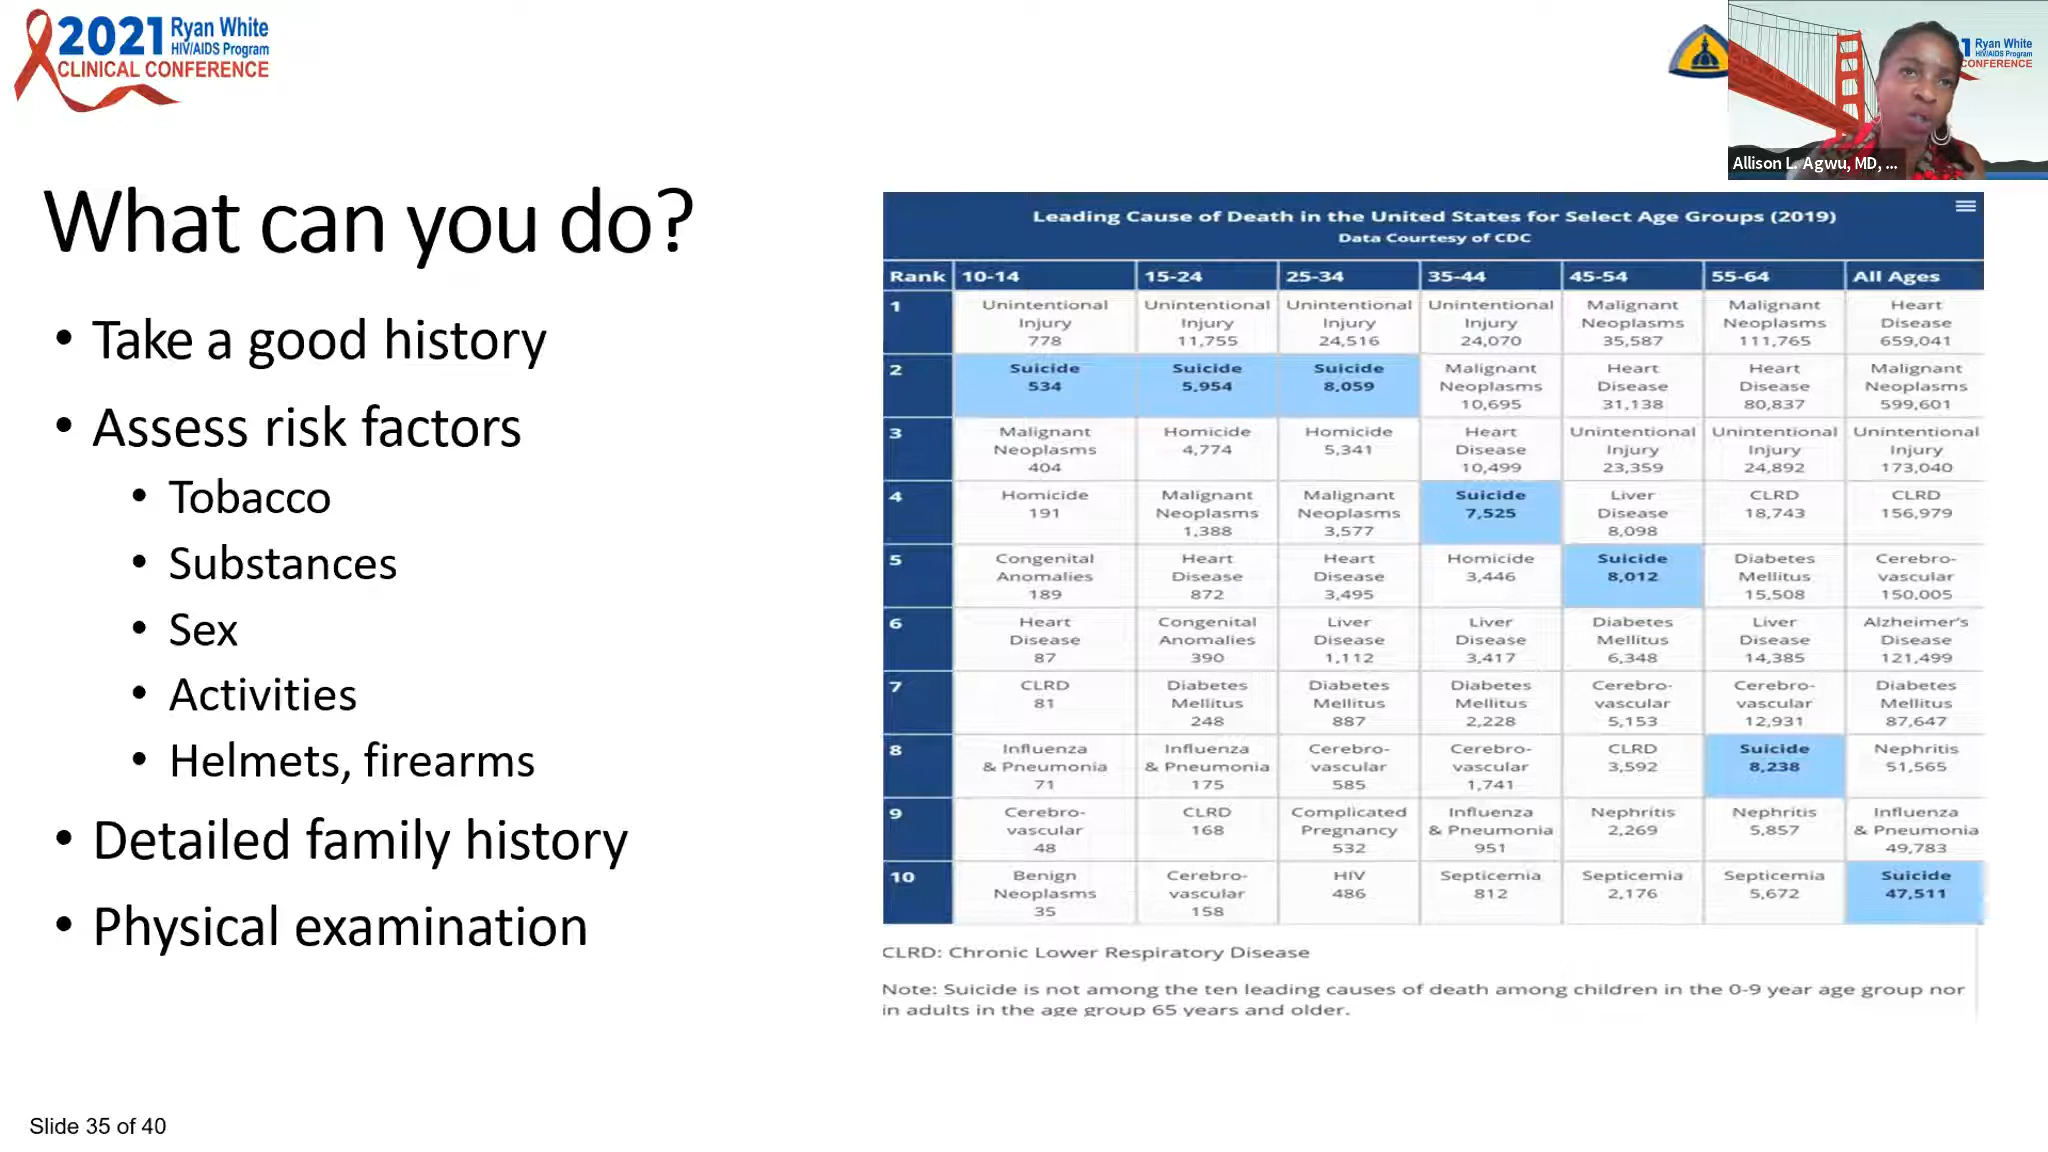 2021 Ryan White
HIV/AIDS Program
CLINICAL CONFERENCE
1 Ryan White
HIV/AIDS Program
CONFERENCE
Allison L. Agwu, MD, ...
What can you do?
• Take a good history
• Assess risk factors
• Tobacco
• Substances
• Sex
• Activities
• Helmets, firearms
• Detailed family history
• Physical examination
Leading Cause of Death in the United States for Select Age Groups (2019)
Data Courtesy of CDC
Rank 10-14 15-24 25-34 35-44 45-54 55-64 All Ages
1 Unintentional Unintentional Unintentional Unintentional Malignant Malignant Heart
Injury Injury Injury Injury Neoplasms Neoplasms Disease
778 11,755 24,516 24,070 35,587 111,765 659,041
2 Suicide Suicide Suicide Malignant Heart Heart Malignant
534 5,954 8,059 Neoplasms Disease Disease Neoplasms
10,695 31,138 80,837 599,601
3 Malignant Homicide Homicide Heart Unintentional Unintentional Unintentional
Neoplasms 4,774 5,341 Disease Injury Injury Injury
404 10,499 23,359 24,892 173,040
4 Homicide Malignant Malignant Suicide Liver CLRD CLRD
191 Neoplasms Neoplasms 7,525 Disease 18,743 156,979
1,388 3,577 8,098
5 Congenital Heart Heart Homicide Suicide Diabetes Cerebro-
Anomalies Disease Disease 3,446 8,012 Mellitus vascular
189 872 3,495 15,508 150,005
6 Heart Congenital Liver Liver Diabetes Liver Alzheimer's
Disease Anomalies Disease Disease Mellitus Disease Disease
87 390 1,112 3,417 6,348 14,385 121,499
7 CLRD Diabetes Diabetes Diabetes Cerebro- Cerebro- Diabetes
81 Mellitus Mellitus Mellitus vascular vascular Mellitus
248 887 2,228 5,153 12,931 87,647
8 Influenza Influenza Cerebro- Cerebro- CLRD Suicide Nephritis
& Pneumonia & Pneumonia vascular vascular 3,592 8,238 51,565
71 175 585 1,741
9 Cerebro- CLRD Complicated Influenza Nephritis Nephritis Influenza
vascular 168 Pregnancy & Pneumonia 2,269 5,857 & Pneumonia
48 532 951 49,783
10 Benign Cerebro- HIV Septicemia Septicemia Septicemia Suicide
Neoplasms vascular 486 812 2,176 5,672 47,511
35 158
CLRD: Chronic Lower Respiratory Disease
Note: Suicide is not among the ten leading causes of death among children in the 0-9 year age group nor
in adults in the age group 65 years and older.
Slide 35 of 40